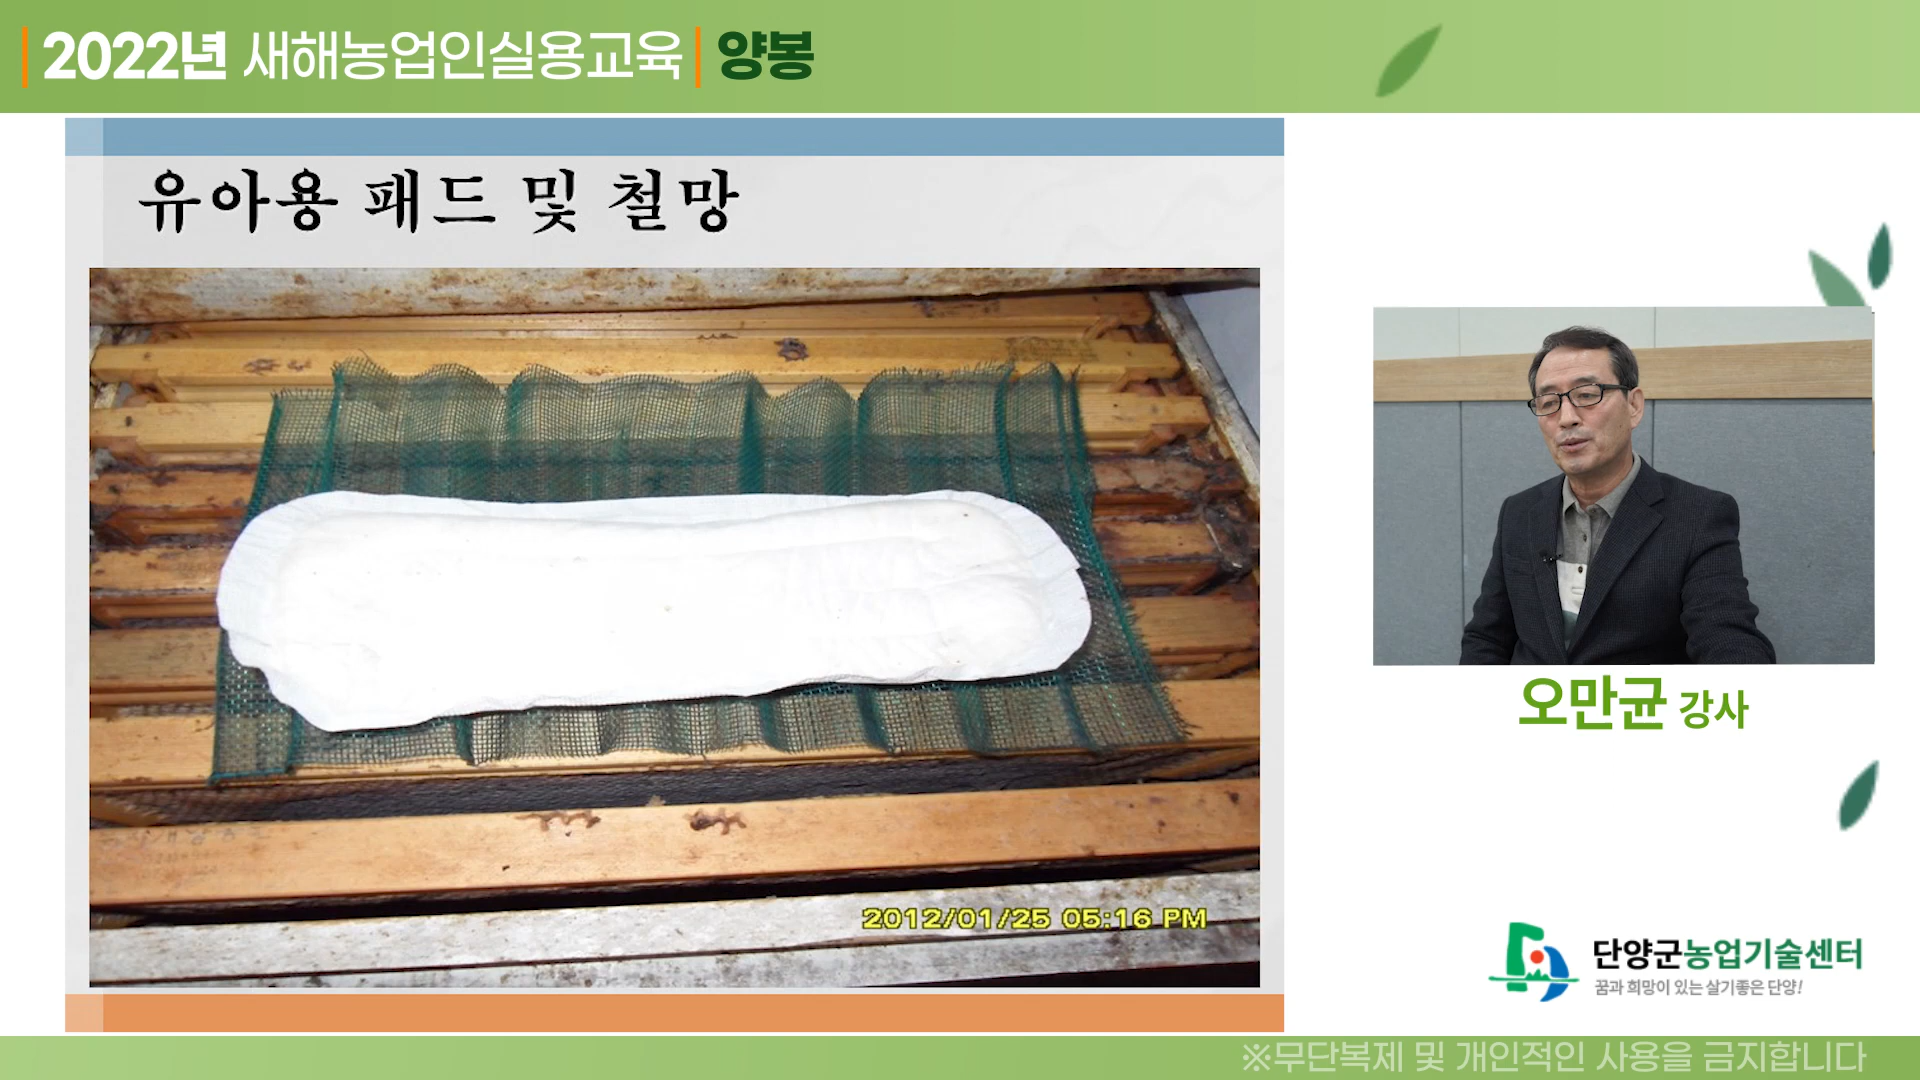 2022년 새해농업인실용교육 양봉
유아용 패드 및 철망
2012/01/25 05:16 PM
오만균 강사
단양군농업기술센터
꿈과 희망이 있는 살기좋은 단양!
※무단복제 및 개인적인 사용을 금지합니다